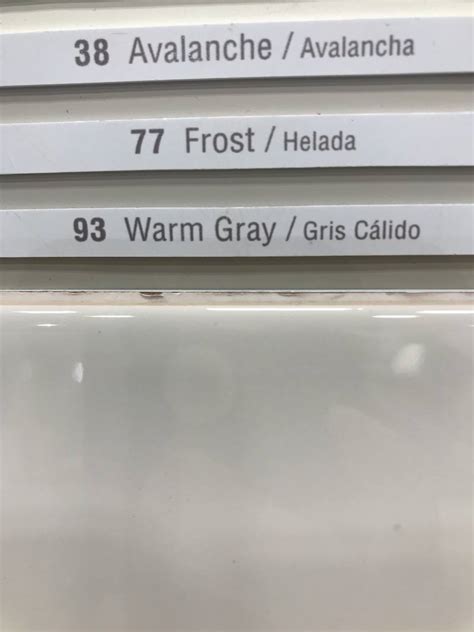 38 Avalanche / Avalancha
77 Frost / Helada
93 Warm Gray / Gris Cálido